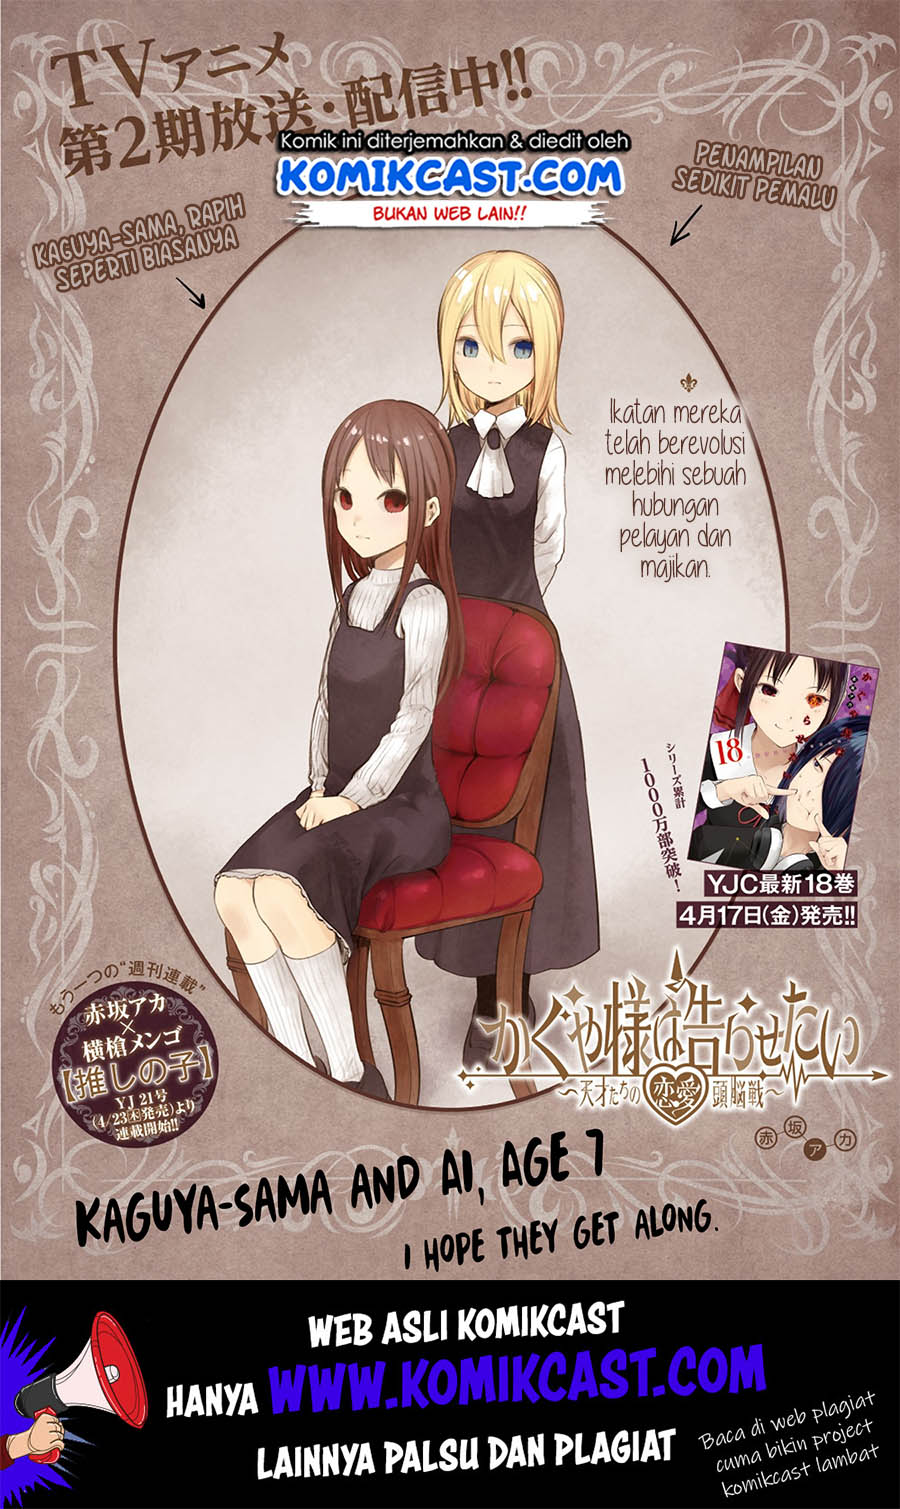 TVアニメ
第2期放送・配信中!!
Komik ini diterjemahkan & diedit oleh
KOMIKCAST.COM
BUKAN WEB LAIN!!
PENAMPILAN
SEDIKIT PEMALU
KAGUYA-SAMA, RAPIH
SEPERTI BIASANYA
Ikatan mereka
telah berevolusi
melebihi sebuah
hubungan
pelayan dan
majikan.
18
シリーズ累計
1000万部突破！
YJC最新18巻
4月17日(金)発売!!
もう一つの“週刊連載”
赤坂アカ
×
横槍メンゴ
【推しの子】
YJ 21号
(4/23(木)発売)より
連載開始!!
かぐや様は告らせたい
～天才たちの恋愛頭脳戦～
赤坂アカ
KAGUYA-SAMA AND AI, AGE 7
I HOPE THEY GET ALONG.
WEB ASLI KOMIKCAST
HANYA WWW.KOMIKCAST.COM
LAINNYA PALSU DAN PLAGIAT
Baca di web plagiat
cuma bikin project
komikcast lambat